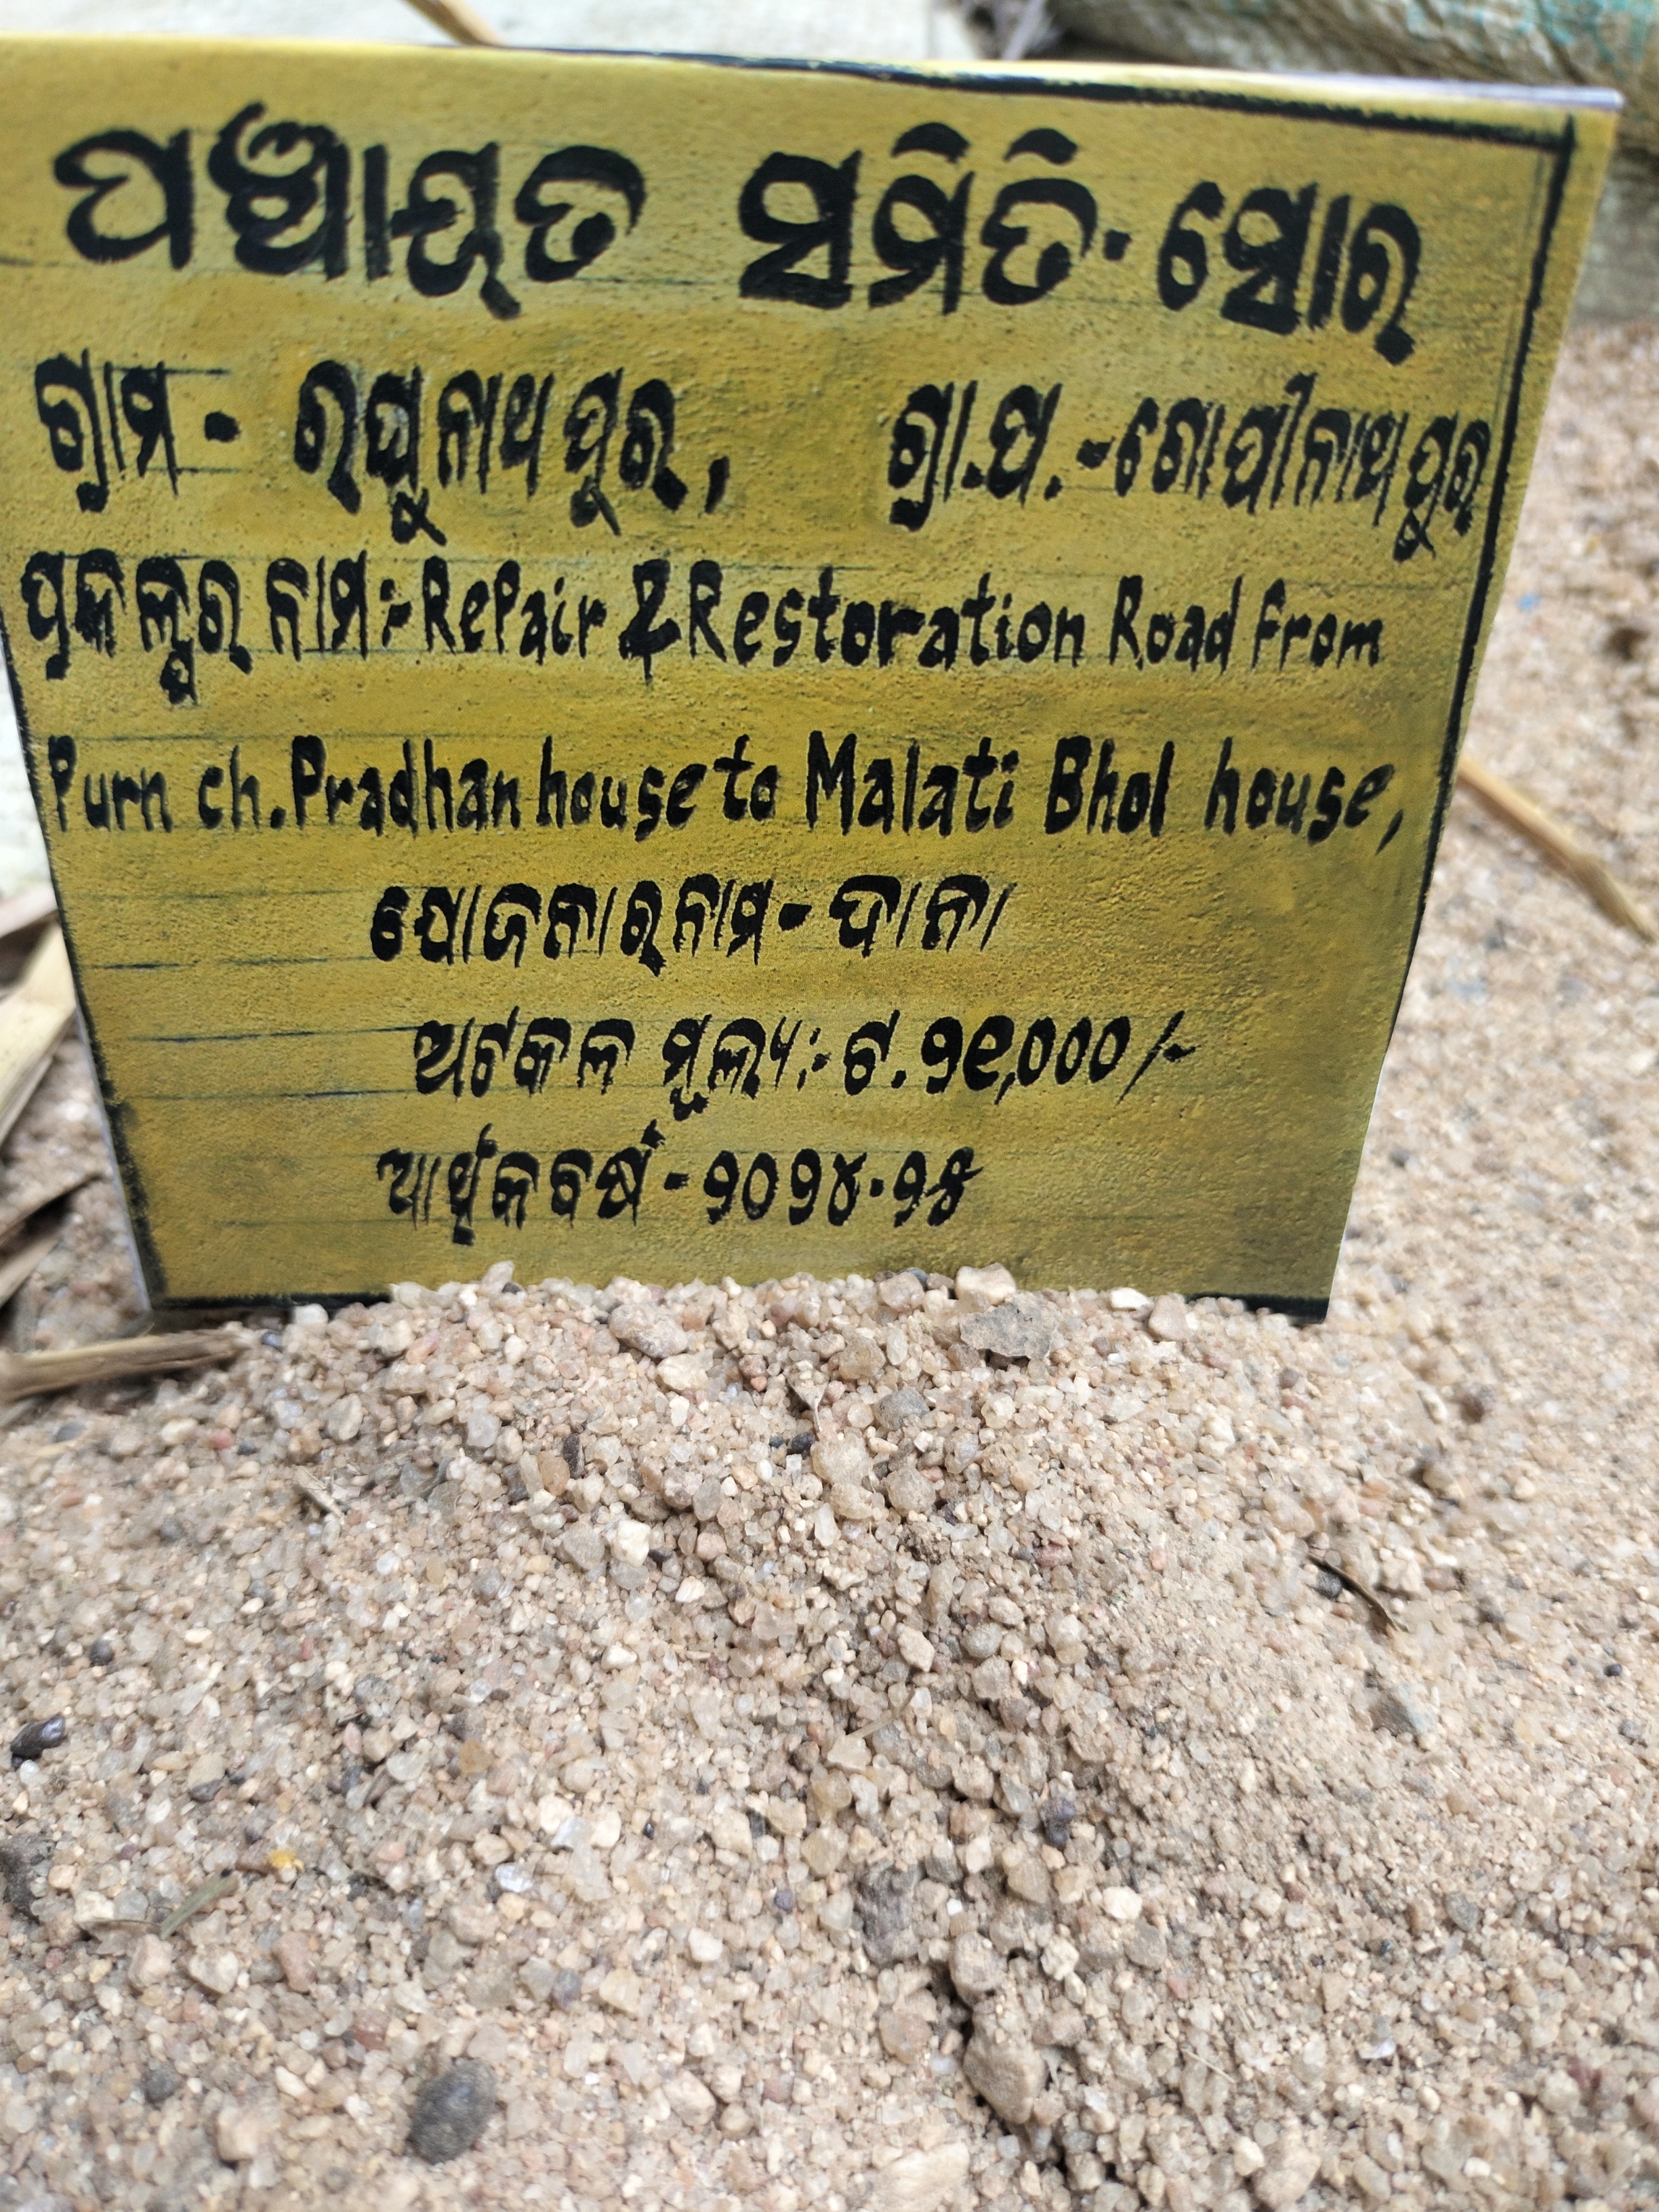 ପଞ୍ଚାୟତ ସମିତି-ସୋର
ଗ୍ରାମ - ରଘୁନାଥପୁର, ଗ୍ରା.ପ.-ଗୋପୀନାଥପୁର
ପ୍ରକଳ୍ପର ନାମ:-Repair & Restoration Road from
Purn ch.Pradhan house to Malati Bhol house,
ଯୋଜନାର ନାମ- ଦାନା
ଅଟକଳ ମୂଲ୍ୟ:- ଟ.୨୧,୦୦୦/-
ଆର୍ଥିକ ବର୍ଷ - ୨୦୨୪-୨୫